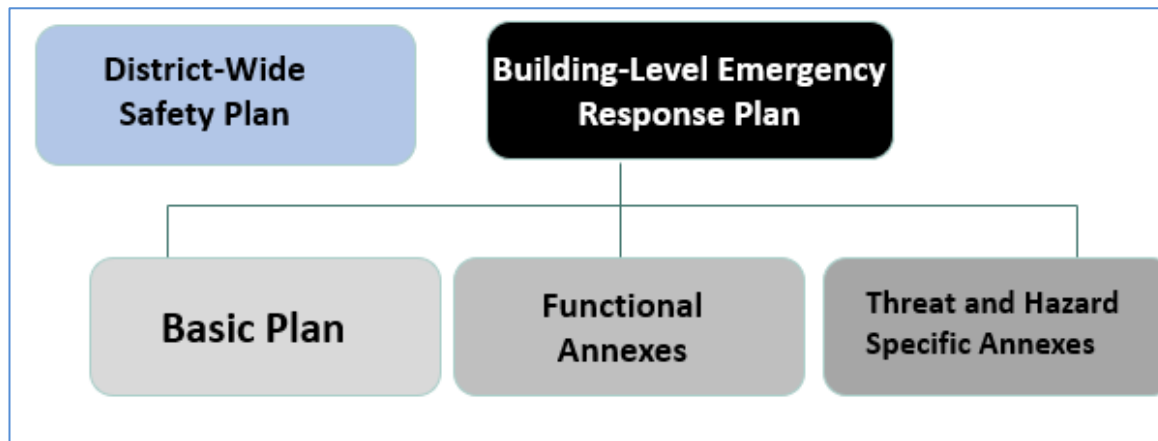 District-Wide
Safety Plan
Building-Level Emergency
Response Plan
Basic Plan
Functional
Annexes
Threat and Hazard
Specific Annexes